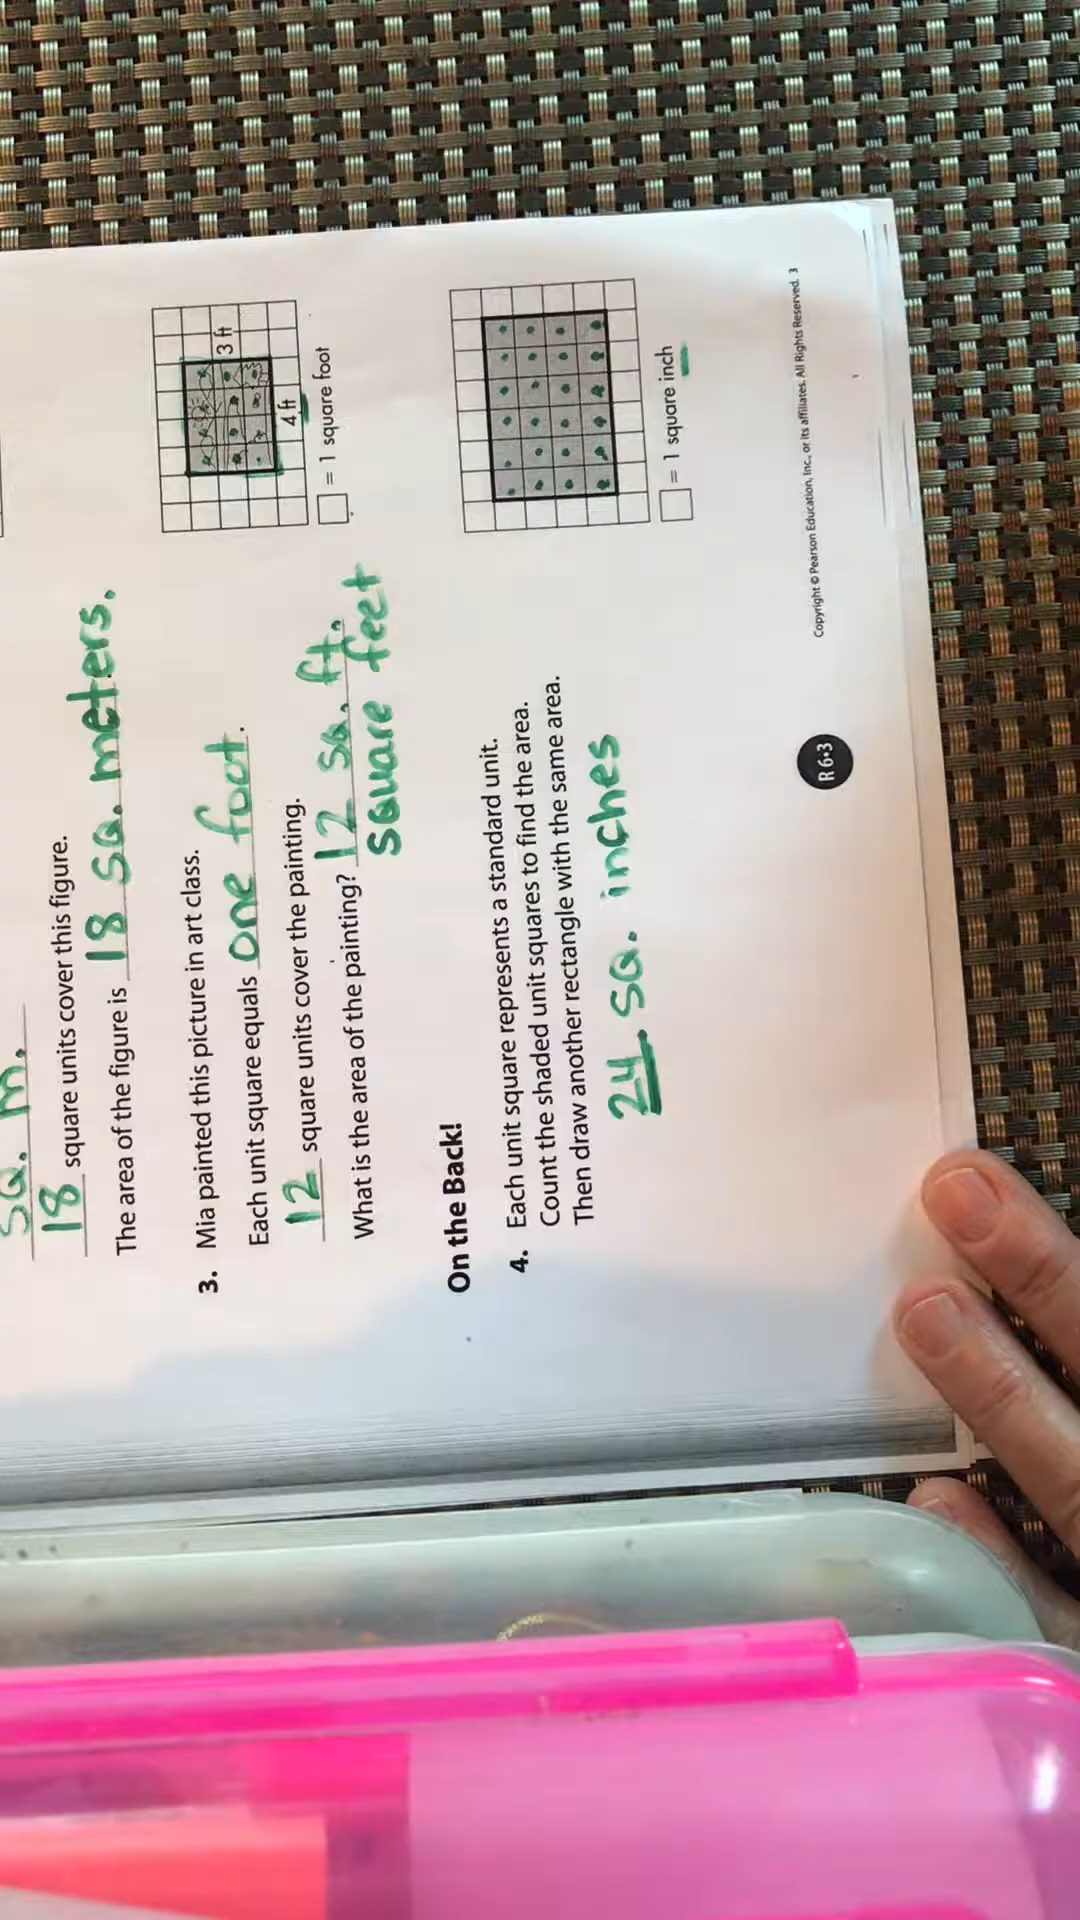 sq. m.
18 square units cover this figure.
The area of the figure is 18 sq. meters.
3. Mia painted this picture in art class.
Each unit square equals one foot.
12 square units cover the painting.
What is the area of the painting? 12 sq. ft.
square feet
3 ft
4 ft
= 1 square foot
On the Back!
4. Each unit square represents a standard unit.
Count the shaded unit squares to find the area.
Then draw another rectangle with the same area.
24 sq. inches
= 1 square inch
R 6•3
Copyright © Pearson Education, Inc., or its affiliates. All Rights Reserved. 3